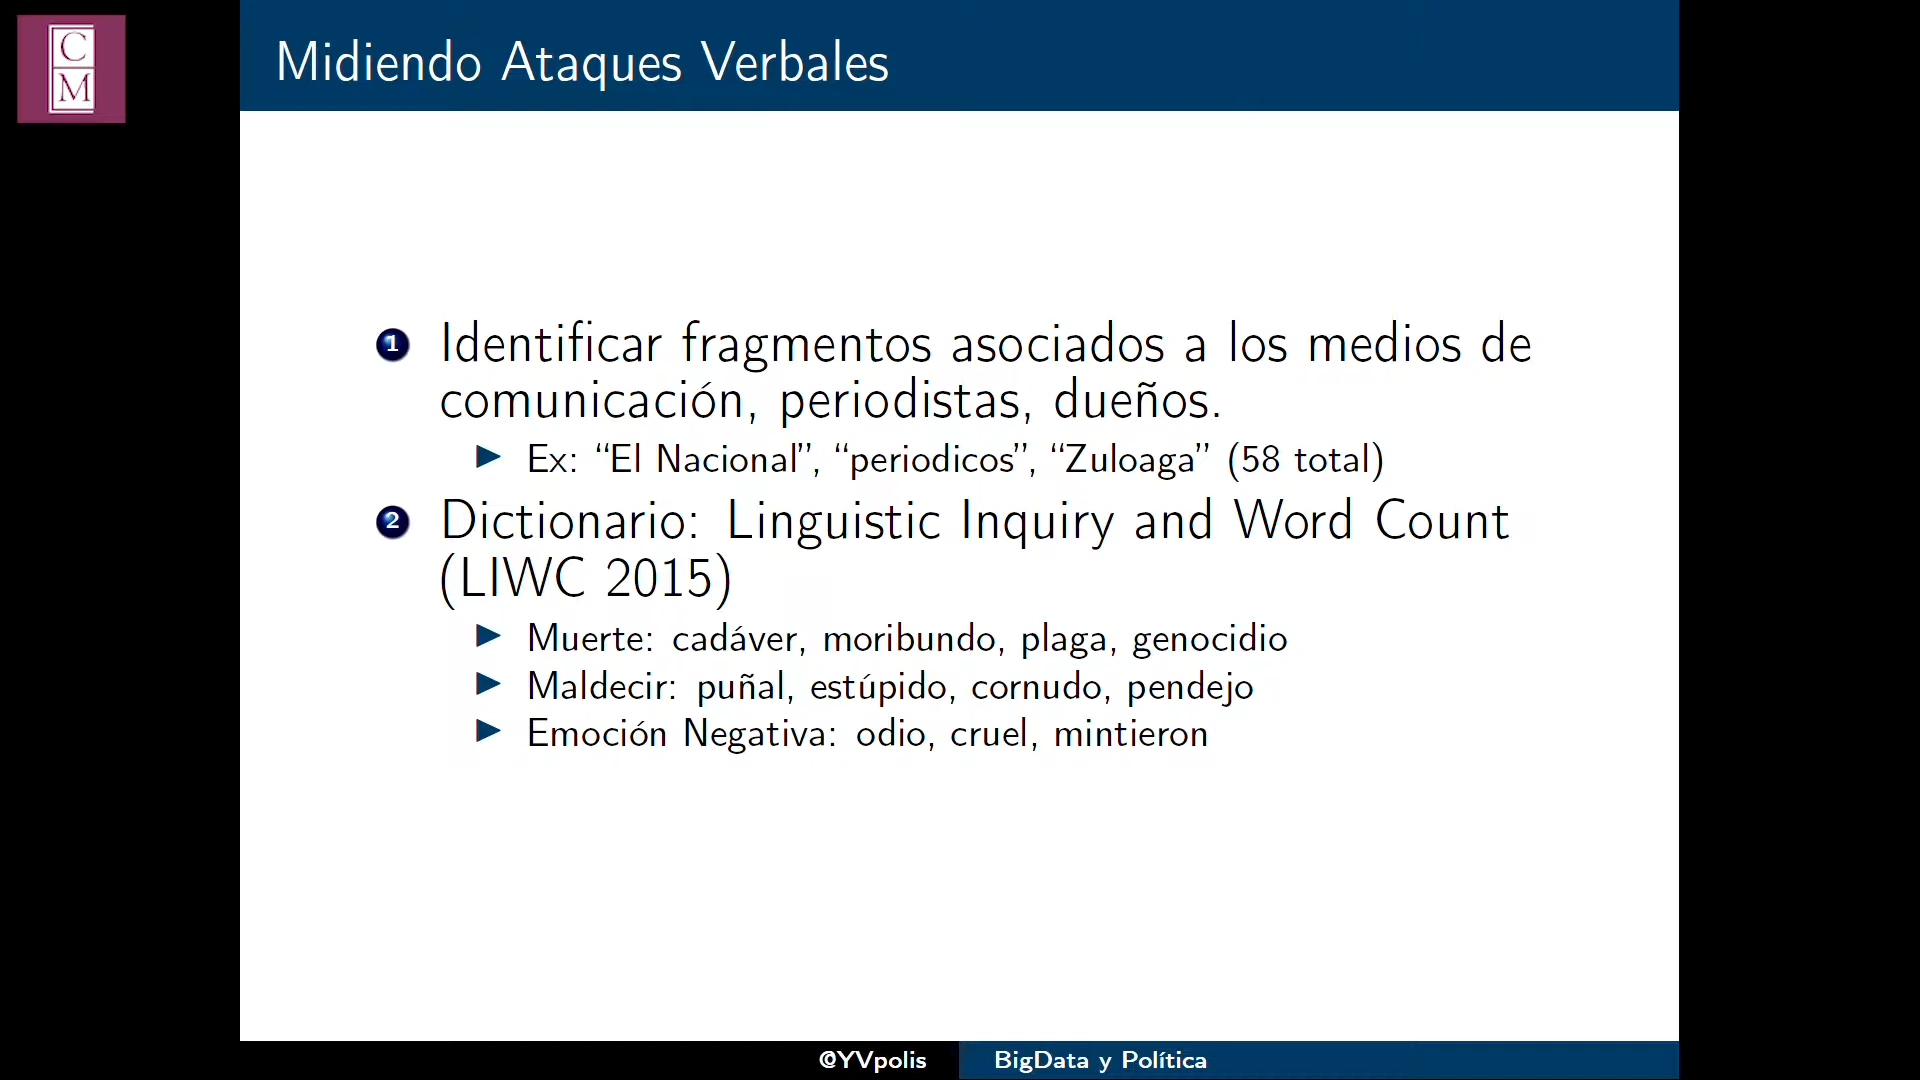 C
M
Midiendo Ataques Verbales
1 Identificar fragmentos asociados a los medios de
comunicación, periodistas, dueños.
▶ Ex: “El Nacional”, “periodicos”, “Zuloaga” (58 total)
2 Dictionario: Linguistic Inquiry and Word Count
(LIWC 2015)
▶ Muerte: cadáver, moribundo, plaga, genocidio
▶ Maldecir: puñal, estúpido, cornudo, pendejo
▶ Emoción Negativa: odio, cruel, mintieron
@YVpolis BigData y Política